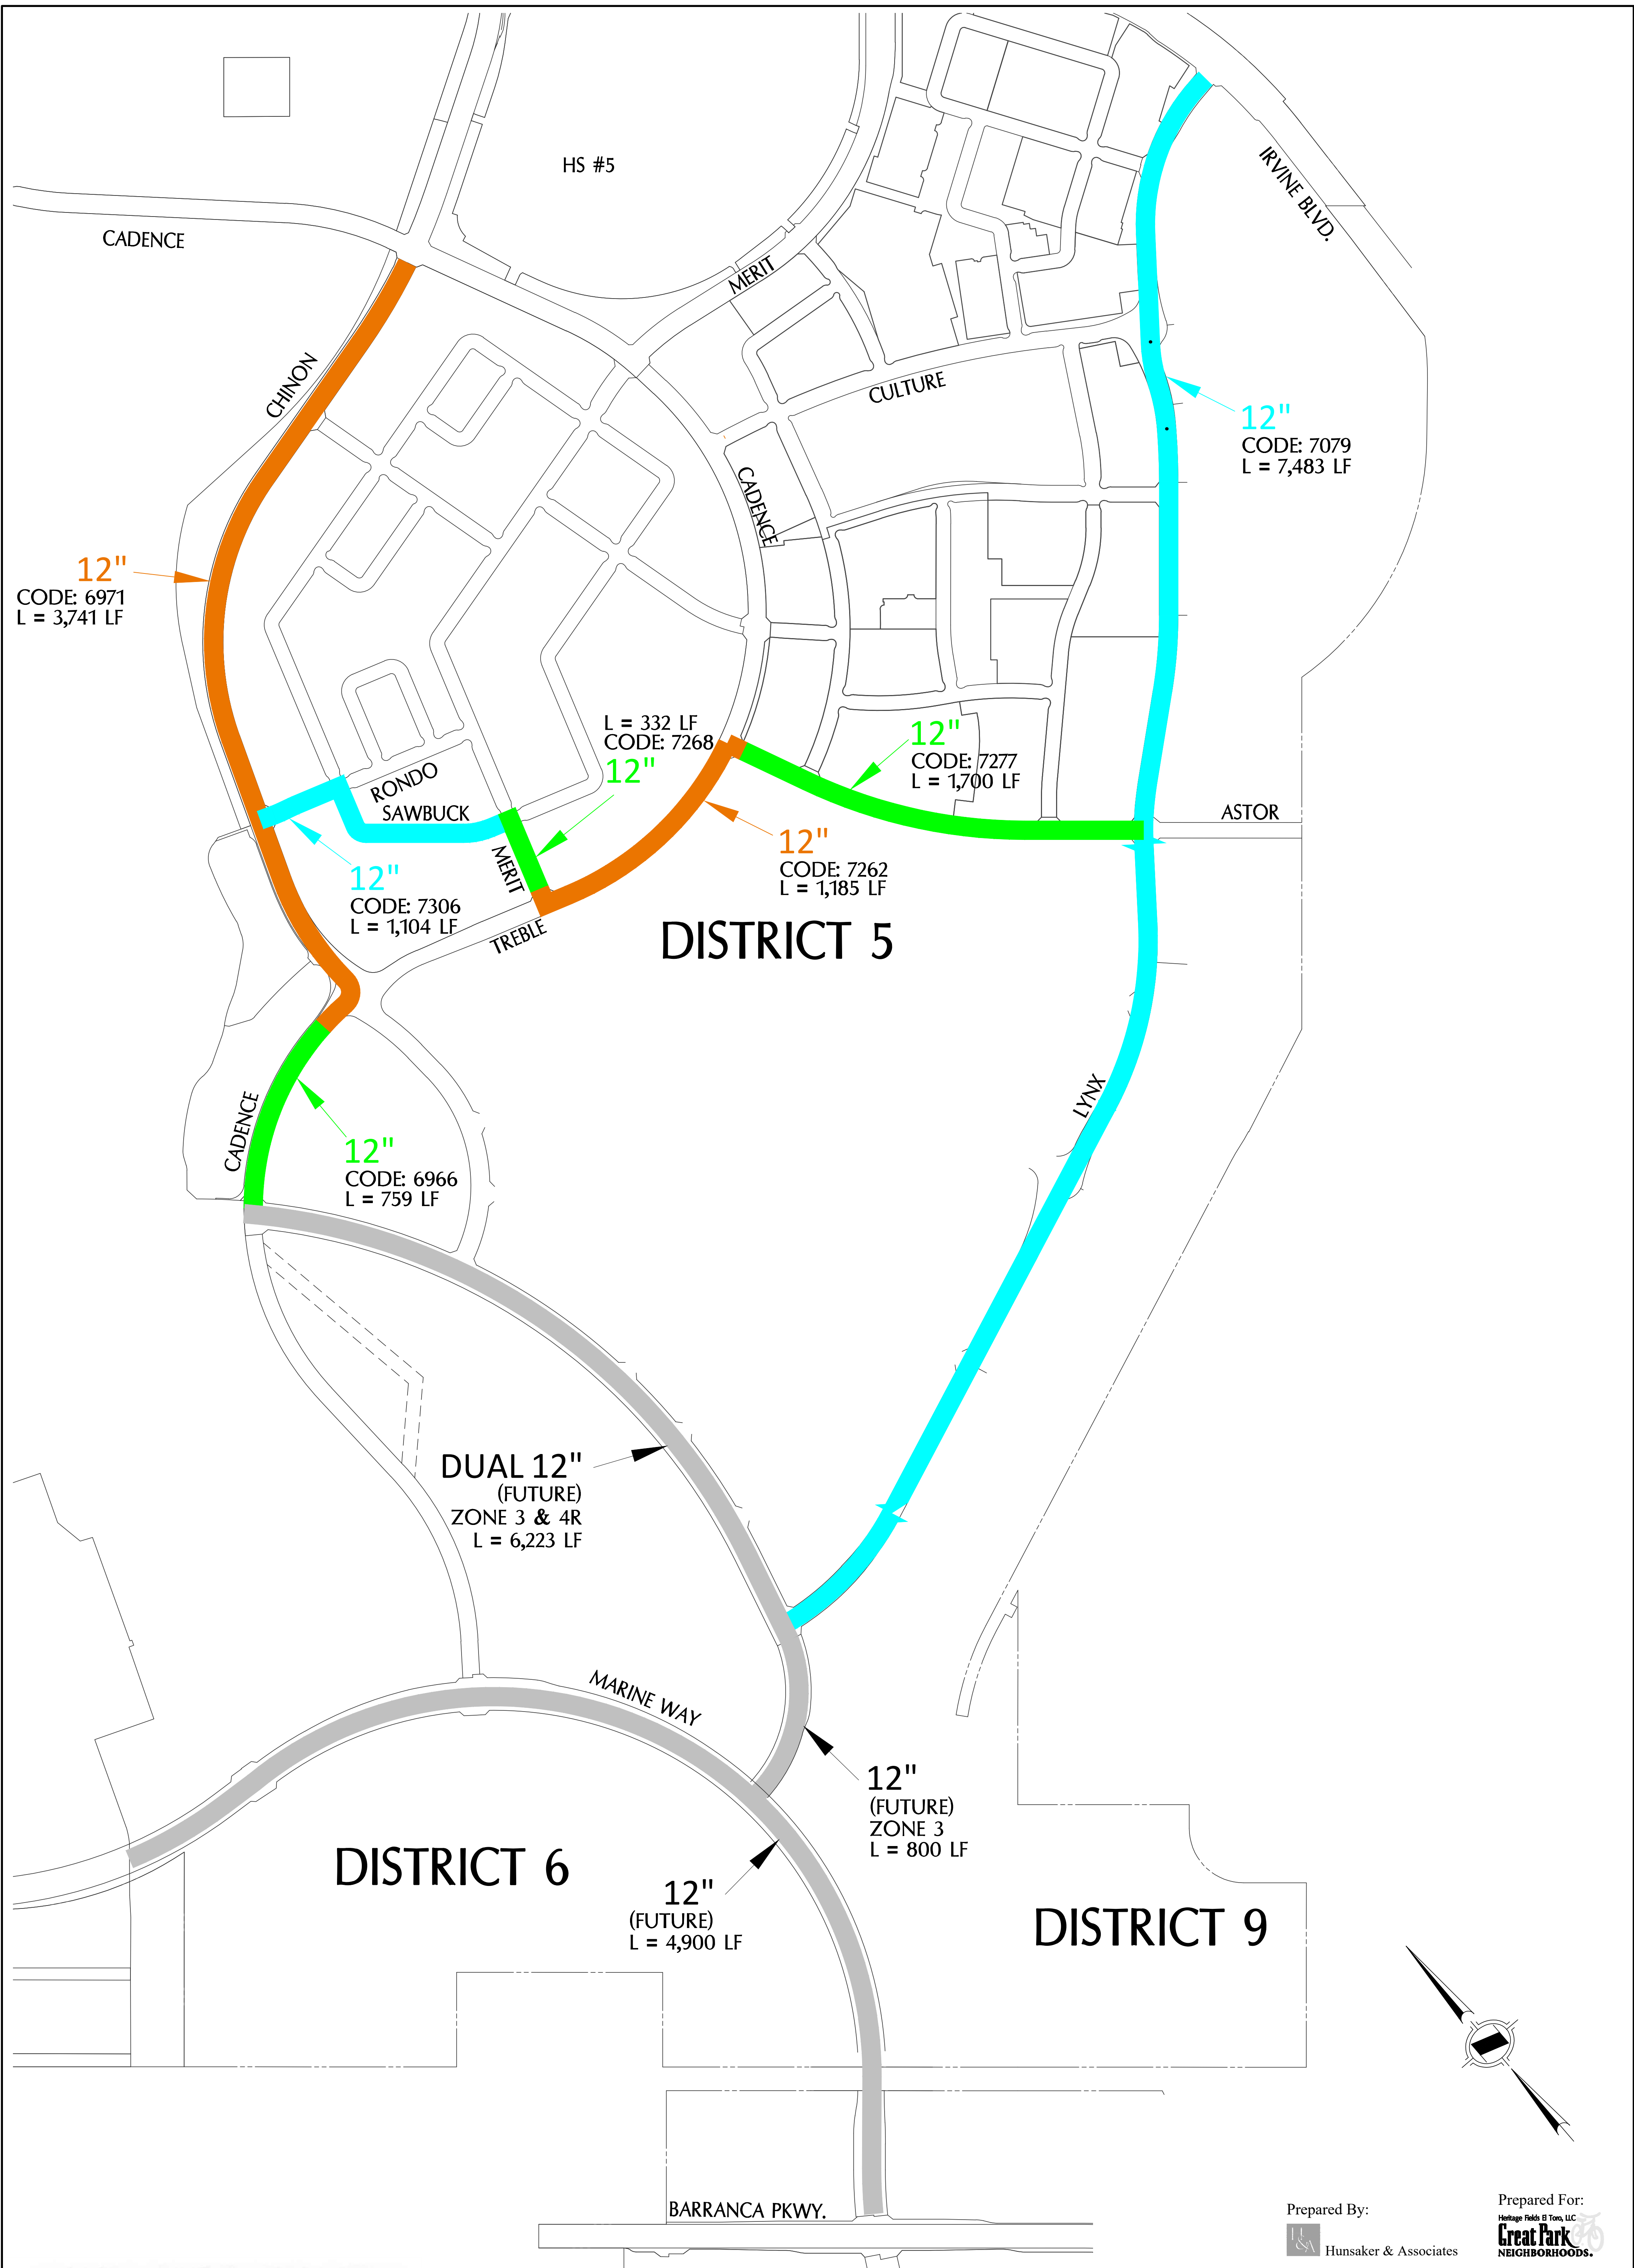 HS #5
CADENCE
IRVINE BLVD.
MERIT
CHINON
CULTURE
12"
CODE: 7079
L = 7,483 LF
CADENCE
12"
CODE: 6971
L = 3,741 LF
L = 332 LF
CODE: 7268
12"
12"
CODE: 7277
L = 1,700 LF
RONDO
SAWBUCK
ASTOR
12"
CODE: 7262
L = 1,185 LF
MERIT
12"
CODE: 7306
L = 1,104 LF
TREBLE
DISTRICT 5
LYNX
CADENCE
12"
CODE: 6966
L = 759 LF
DUAL 12"
(FUTURE)
ZONE 3 & 4R
L = 6,223 LF
MARINE WAY
12"
(FUTURE)
ZONE 3
L = 800 LF
DISTRICT 6
12"
(FUTURE)
L = 4,900 LF
DISTRICT 9
BARRANCA PKWY.
Prepared By:
H&A
Hunsaker & Associates
Prepared For:
Heritage Fields El Toro, LLC
Great Park
NEIGHBORHOODS.